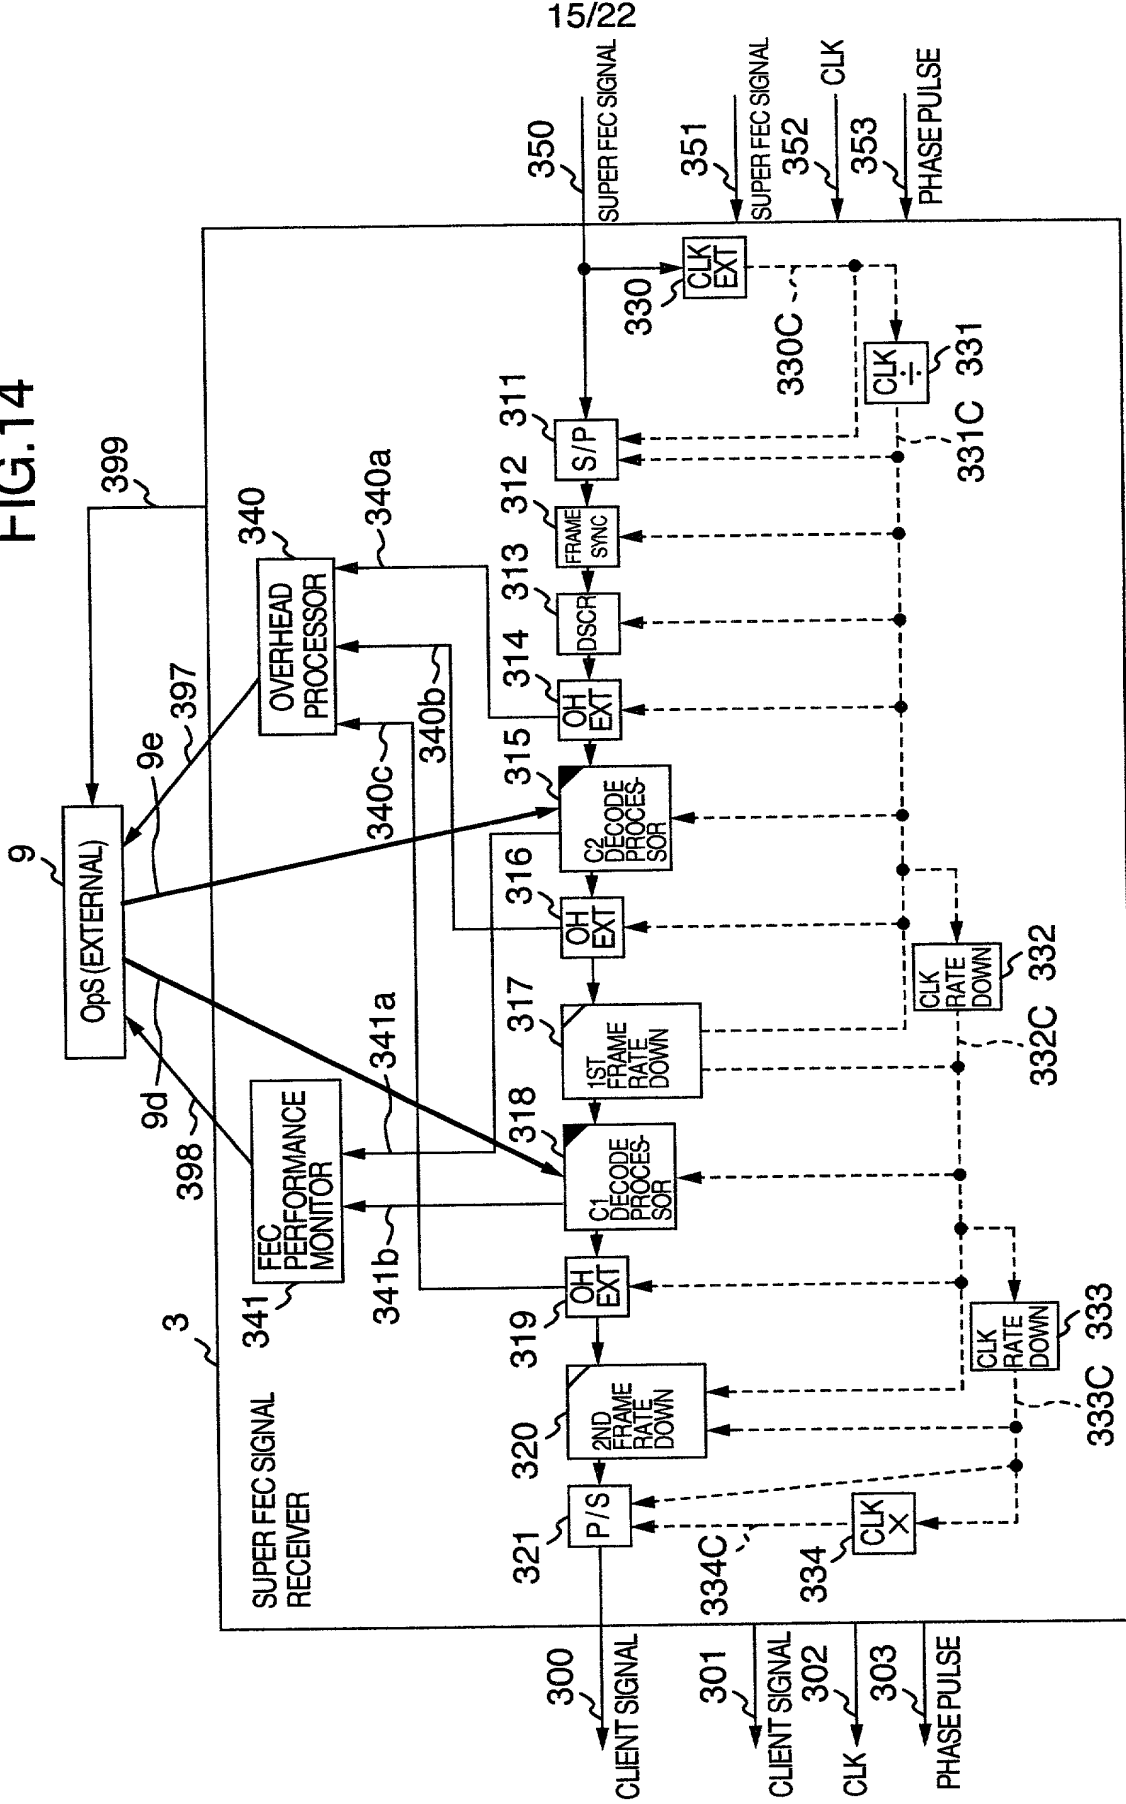 15/22
FIG.14
9
OpS (EXTERNAL)
399
397
9e
9d
398
3
SUPER FEC SIGNAL
RECEIVER
341
FEC
PERFORMANCE
MONITOR
340
OVERHEAD
PROCESSOR
341b
341a
340c
340b
340a
300
CLIENT SIGNAL
321
P/S
320
2ND
FRAME
RATE
DOWN
319
OH
EXT
318
C1
DECODE
PROCES-
SOR
317
1ST
FRAME
RATE
DOWN
316
OH
EXT
315
C2
DECODE
PROCES-
SOR
314
OH
EXT
313
DSCR
312
FRAME
SYNC
311
S/P
350
SUPER FEC SIGNAL
330
CLK
EXT
330C
351
SUPER FEC SIGNAL
352
CLK
353
PHASE PULSE
CLK
÷
331
331C
CLK
RATE
DOWN
332
332C
CLK
RATE
DOWN
333
333C
334C
334
CLK
X
301
CLIENT SIGNAL
302
CLK
303
PHASE PULSE